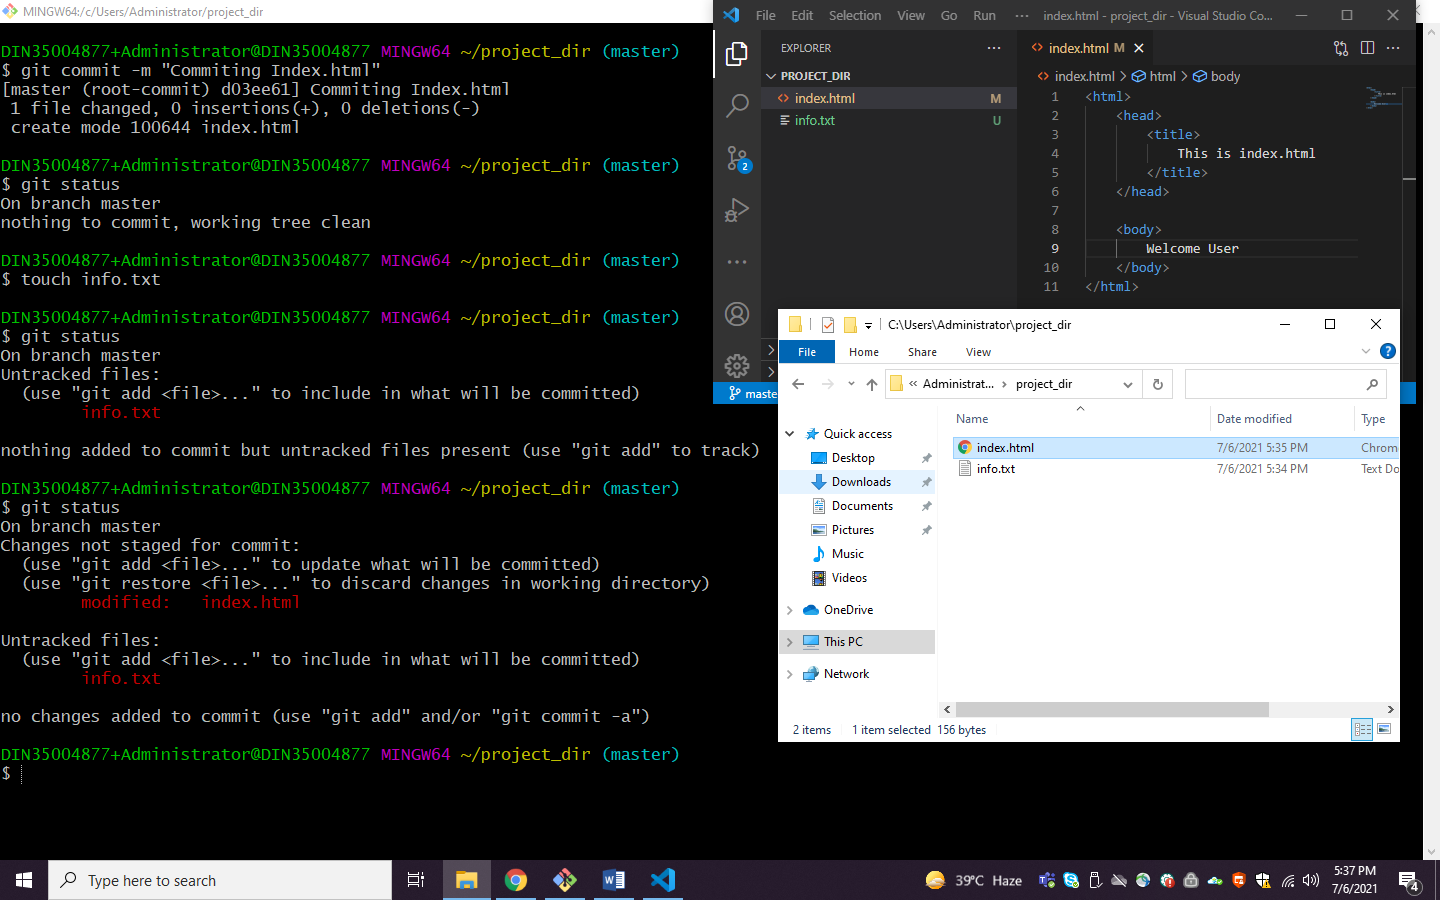 MINGW64:/c/Users/Administrator/project_dir
DIN35004877+Administrator@DIN35004877 MINGW64 ~/project_dir (master)
$ git commit -m "Commiting Index.html"
[master (root-commit) d03ee61] Commiting Index.html
 1 file changed, 0 insertions(+), 0 deletions(-)
 create mode 100644 index.html
DIN35004877+Administrator@DIN35004877 MINGW64 ~/project_dir (master)
$ git status
On branch master
nothing to commit, working tree clean
DIN35004877+Administrator@DIN35004877 MINGW64 ~/project_dir (master)
$ touch info.txt
DIN35004877+Administrator@DIN35004877 MINGW64 ~/project_dir (master)
$ git status
On branch master
Untracked files:
  (use "git add <file>..." to include in what will be committed)
        info.txt
nothing added to commit but untracked files present (use "git add" to track)
DIN35004877+Administrator@DIN35004877 MINGW64 ~/project_dir (master)
$ git status
On branch master
Changes not staged for commit:
  (use "git add <file>..." to update what will be committed)
  (use "git restore <file>..." to discard changes in working directory)
        modified:   index.html
Untracked files:
  (use "git add <file>..." to include in what will be committed)
        info.txt
no changes added to commit (use "git add" and/or "git commit -a")
DIN35004877+Administrator@DIN35004877 MINGW64 ~/project_dir (master)
$
File Edit Selection View Go Run ··· index.html - project_dir - Visual Studio Co...
EXPLORER ···
PROJECT_DIR
index.html M
info.txt U
2
master
index.html M
index.html > html > body
1 <html>
2 <head>
3 <title>
4 This is index.html
5 </title>
6 </head>
7
8 <body>
9 Welcome User
10 </body>
11 </html>
C:\Users\Administrator\project_dir
File Home Share View
« Administrat... > project_dir
Name Date modified Type
index.html 7/6/2021 5:35 PM Chrom
info.txt 7/6/2021 5:34 PM Text Do
Quick access
Desktop
Downloads
Documents
Pictures
Music
Videos
OneDrive
This PC
Network
2 items 1 item selected 156 bytes
Type here to search
39°C Haze
5:37 PM
7/6/2021
4